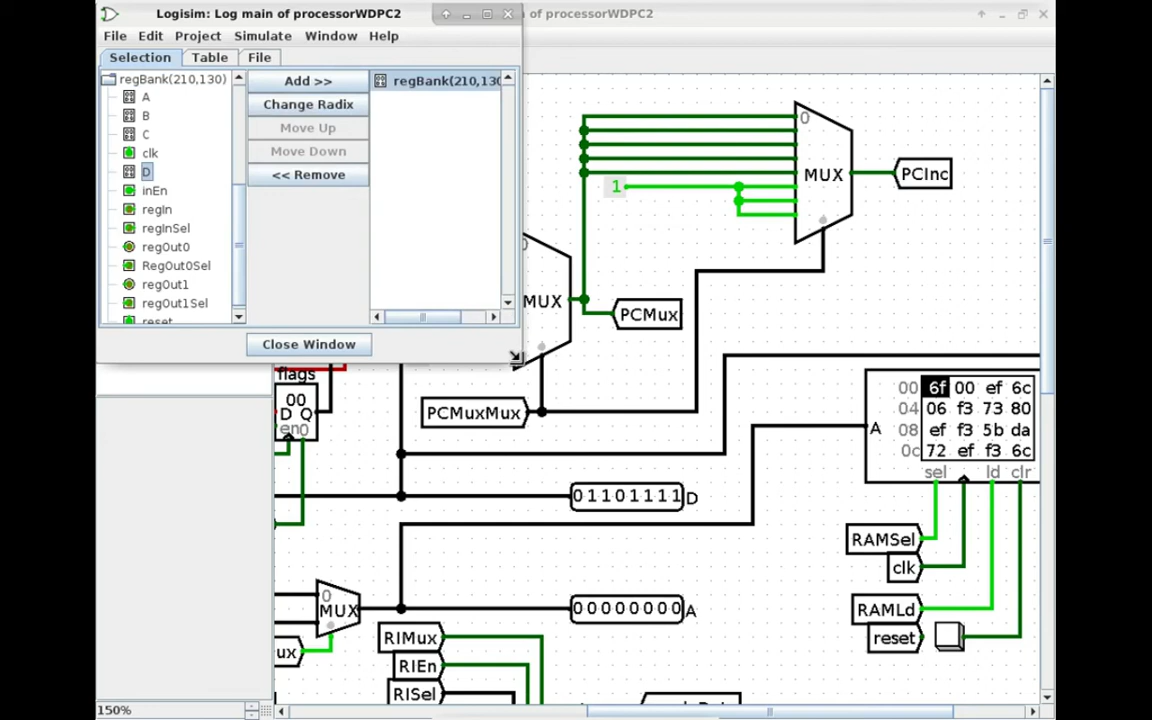 Logisim: Log main of processorWDPC2
of processorWDPC2
File Edit Project Simulate Window Help
Selection Table File
regBank(210,130)
A
B
C
clk
D
inEn
regIn
regInSel
regOut0
RegOut0Sel
regOut1
regOut1Sel
reset
Add >>
Change Radix
Move Up
Move Down
<< Remove
regBank(210,130
Close Window
0
MUX
PCInc
1
0
MUX
PCMux
PCMuxMux
flags
00
D Q
en0
00 6f 00 ef 6c
04 06 f3 73 80
08 ef f3 5b da
0c 72 ef f3 6c
A
sel ld clr
01101111 D
RAMSel
clk
0
MUX
00000000 A
RAMLd
reset
ux
RIMux
RIEn
RISel
150%